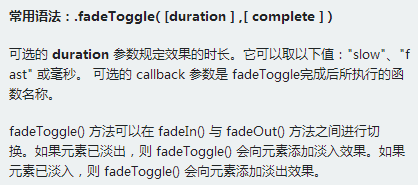 常用语法：.fadeToggle( [duration ] ,[ complete ] )
可选的 duration 参数规定效果的时长。它可以取以下值："slow"、"f
ast" 或毫秒。 可选的 callback 参数是 fadeToggle完成后所执行的函
数名称。
fadeToggle() 方法可以在 fadeIn() 与 fadeOut() 方法之间进行切
换。如果元素已淡出，则 fadeToggle() 会向元素添加淡入效果。如果
元素已淡入，则 fadeToggle() 会向元素添加淡出效果。